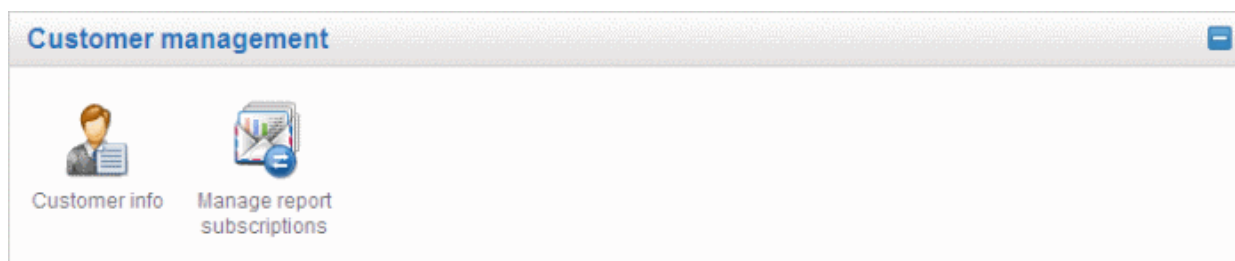 Customer management
Customer info
Manage report
subscriptions